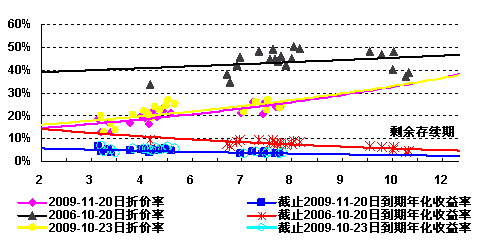 60%
50%
40%
30%
20%
10%
0%
剩余存续期
2 3 4 5 6 7 8 9 10 11 12
2009-11-20日折价率 截止2009-11-20日到期年化收益率
2006-10-20日折价率 截止2006-10-20日到期年化收益率
2009-10-23日折价率 截止2009-10-23日到期年化收益率